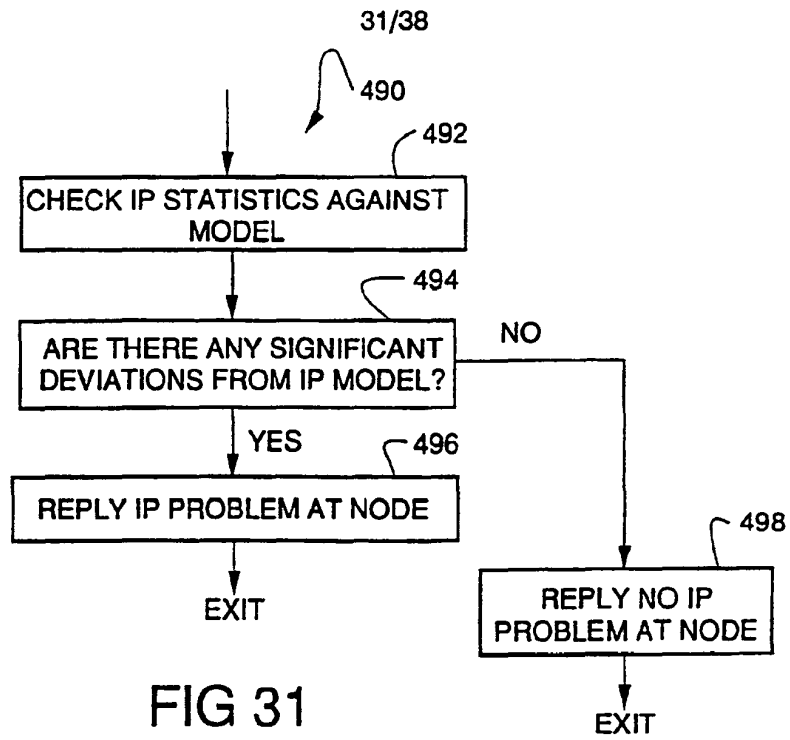 31/38
490
492
CHECK IP STATISTICS AGAINST
MODEL
494
ARE THERE ANY SIGNIFICANT
DEVIATIONS FROM IP MODEL?
NO
YES
496
REPLY IP PROBLEM AT NODE
498
REPLY NO IP
PROBLEM AT NODE
EXIT
EXIT
FIG 31